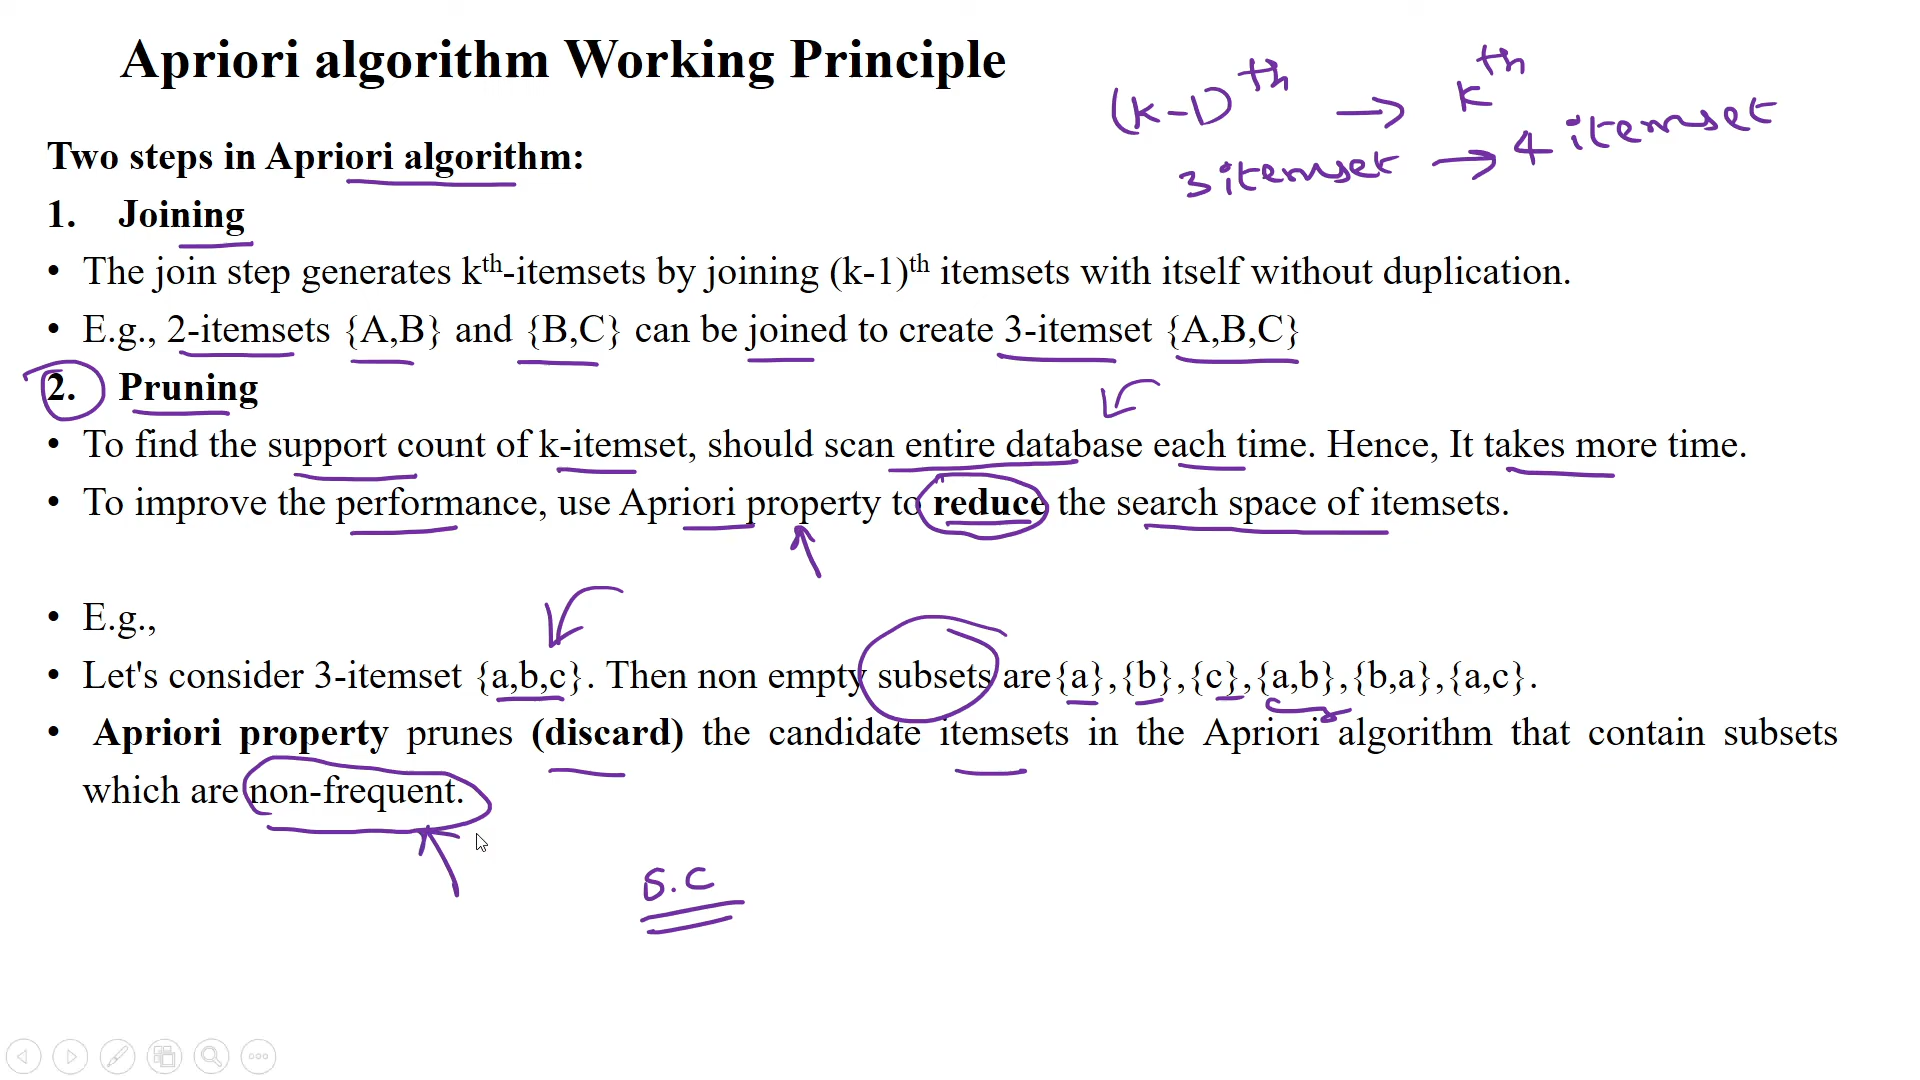 Apriori algorithm Working Principle
(k-1)th → kth
3 itemset → 4 itemset
Two steps in Apriori algorithm:
1. Joining
• The join step generates kth-itemsets by joining (k-1)th itemsets with itself without duplication.
• E.g., 2-itemsets {A,B} and {B,C} can be joined to create 3-itemset {A,B,C}
2. Pruning
• To find the support count of k-itemset, should scan entire database each time. Hence, It takes more time.
• To improve the performance, use Apriori property to reduce the search space of itemsets.
• E.g.,
• Let's consider 3-itemset {a,b,c}. Then non empty subsets are{a},{b},{c},{a,b},{b,a},{a,c}.
• Apriori property prunes (discard) the candidate itemsets in the Apriori algorithm that contain subsets
which are non-frequent.
S.C